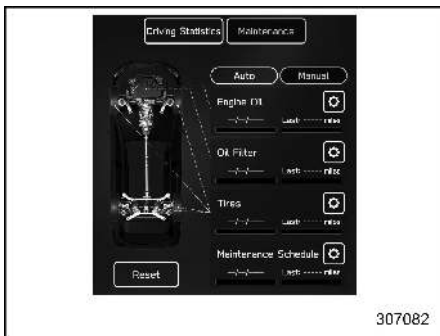 Driving Statistics Maintenance
Auto Manual
Engine Oil
--/--/---- Last: ----- miles
Oil Filter
--/--/---- Last: ----- miles
Tires
--/--/---- Last: ----- miles
Maintenance Schedule
--/--/---- Last: ----- miles
Reset
307082